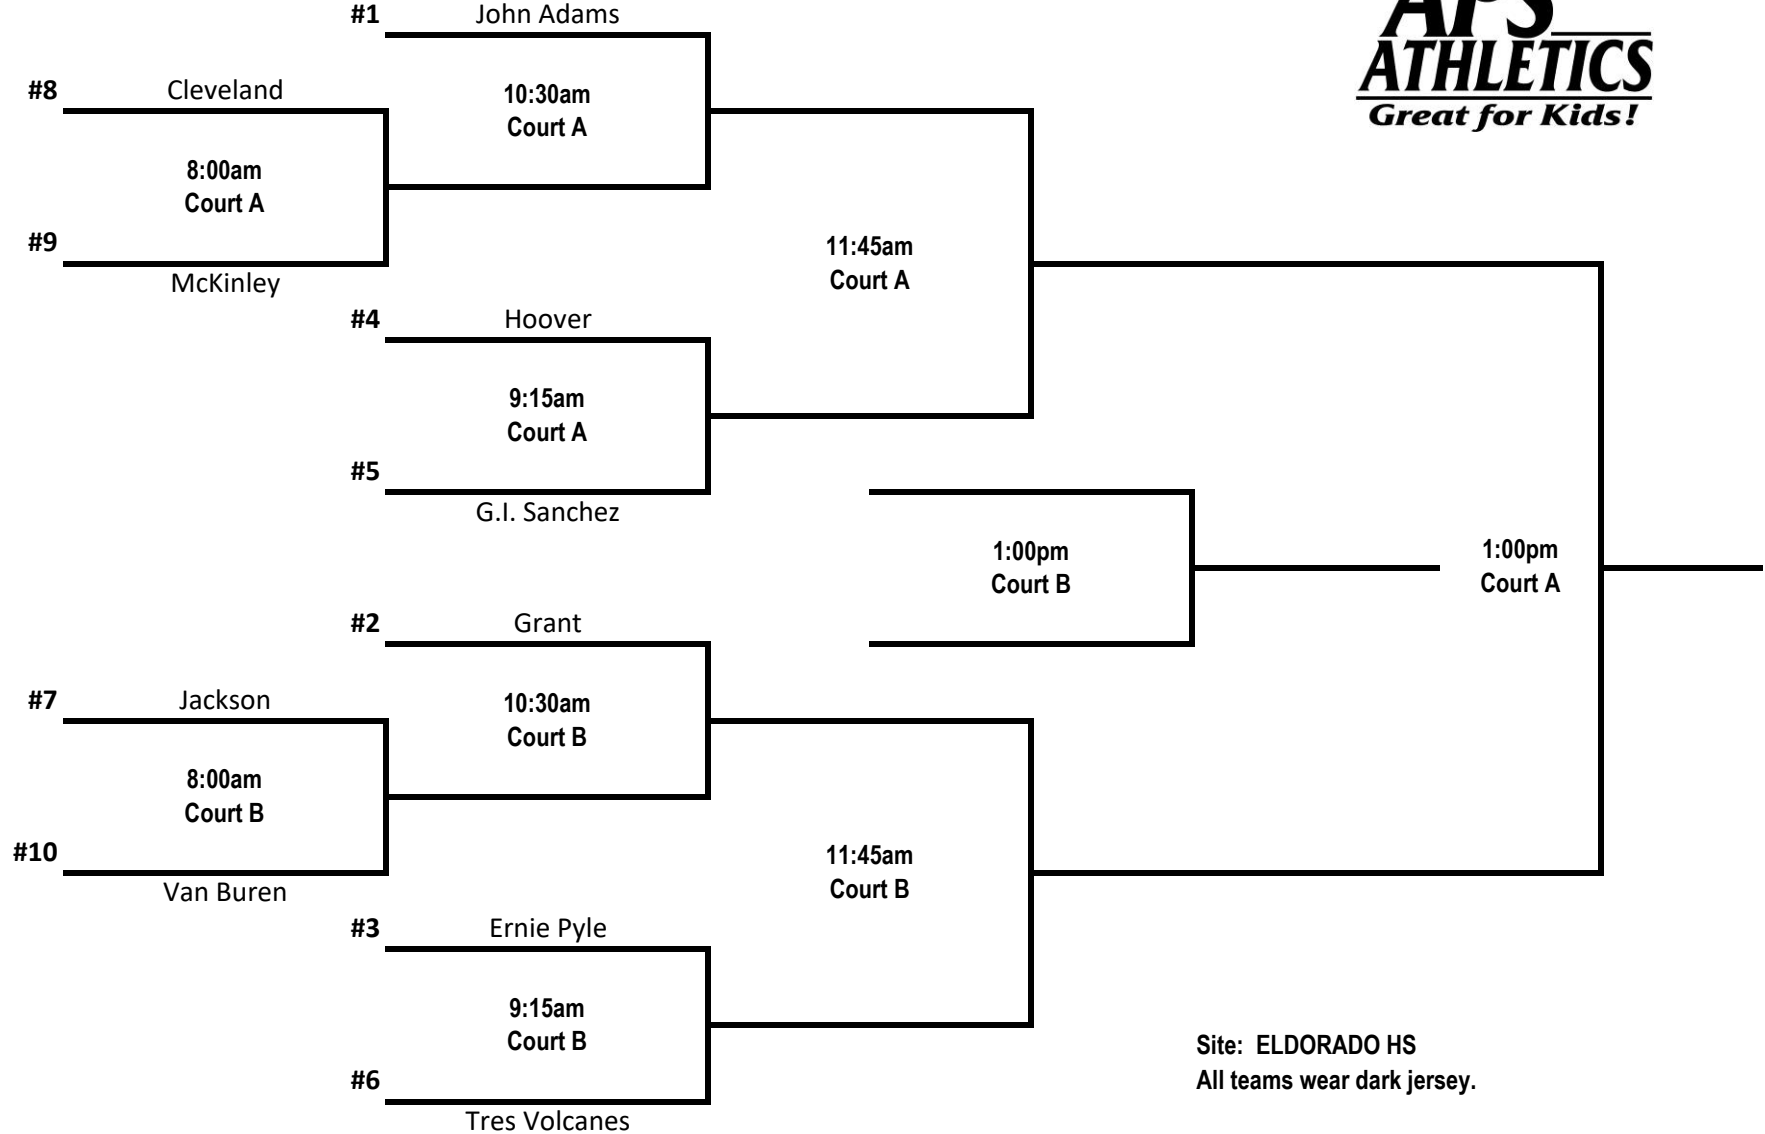 #1 John Adams
APS
ATHLETICS
Great for Kids!
#8 Cleveland
10:30am
Court A
8:00am
Court A
#9
McKinley
11:45am
Court A
#4 Hoover
9:15am
Court A
#5
G.I. Sanchez
1:00pm
Court B
1:00pm
Court A
#2 Grant
#7 Jackson
10:30am
Court B
8:00am
Court B
#10
Van Buren
11:45am
Court B
#3 Ernie Pyle
9:15am
Court B
#6
Tres Volcanes
Site: ELDORADO HS
All teams wear dark jersey.